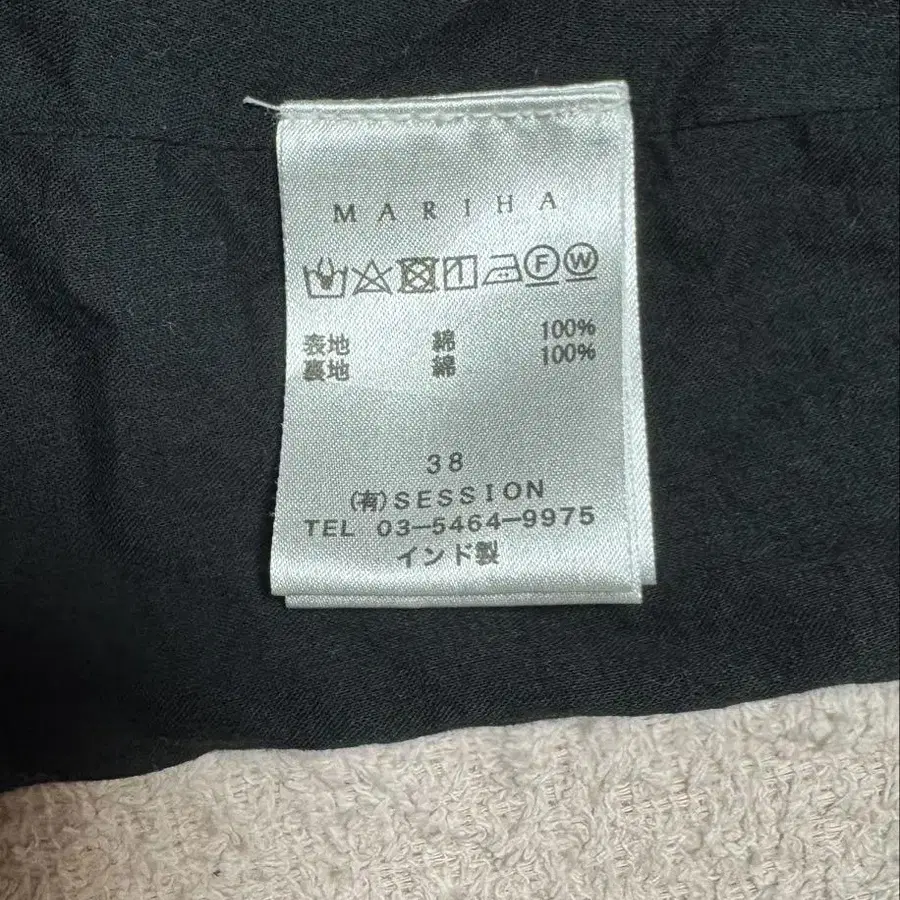 MARIHA
F W
表地 綿 100%
裏地 綿 100%
38
(有)SESSION
TEL 03-5464-9975
インド製